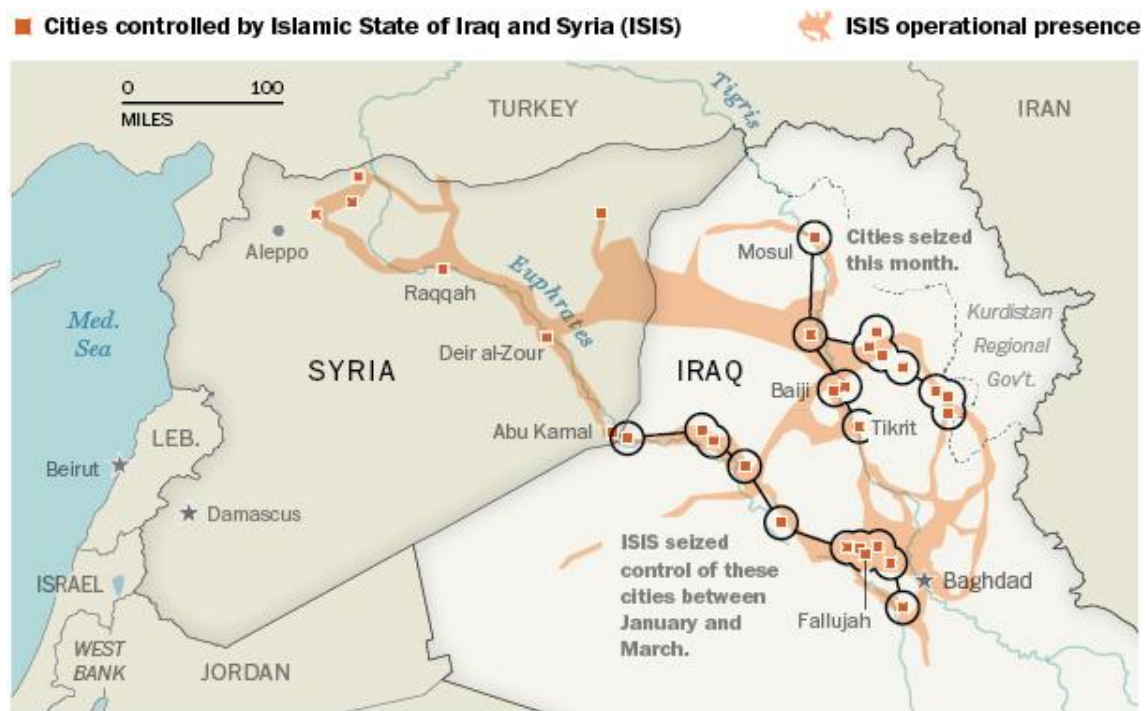 Cities controlled by Islamic State of Iraq and Syria (ISIS)
ISIS operational presence
0 100
MILES
TURKEY
Tigris
IRAN
Aleppo
Mosul
Cities seized
this month.
Raqqah
Euphrates
Med.
Sea
Kurdistan
Regional
Gov't.
Deir al-Zour
SYRIA
IRAQ
Baiji
LEB.
Abu Kamal
Tikrit
Beirut
Damascus
ISIS seized
control of these
cities between
January and
March.
ISRAEL
Baghdad
Fallujah
WEST
BANK
JORDAN